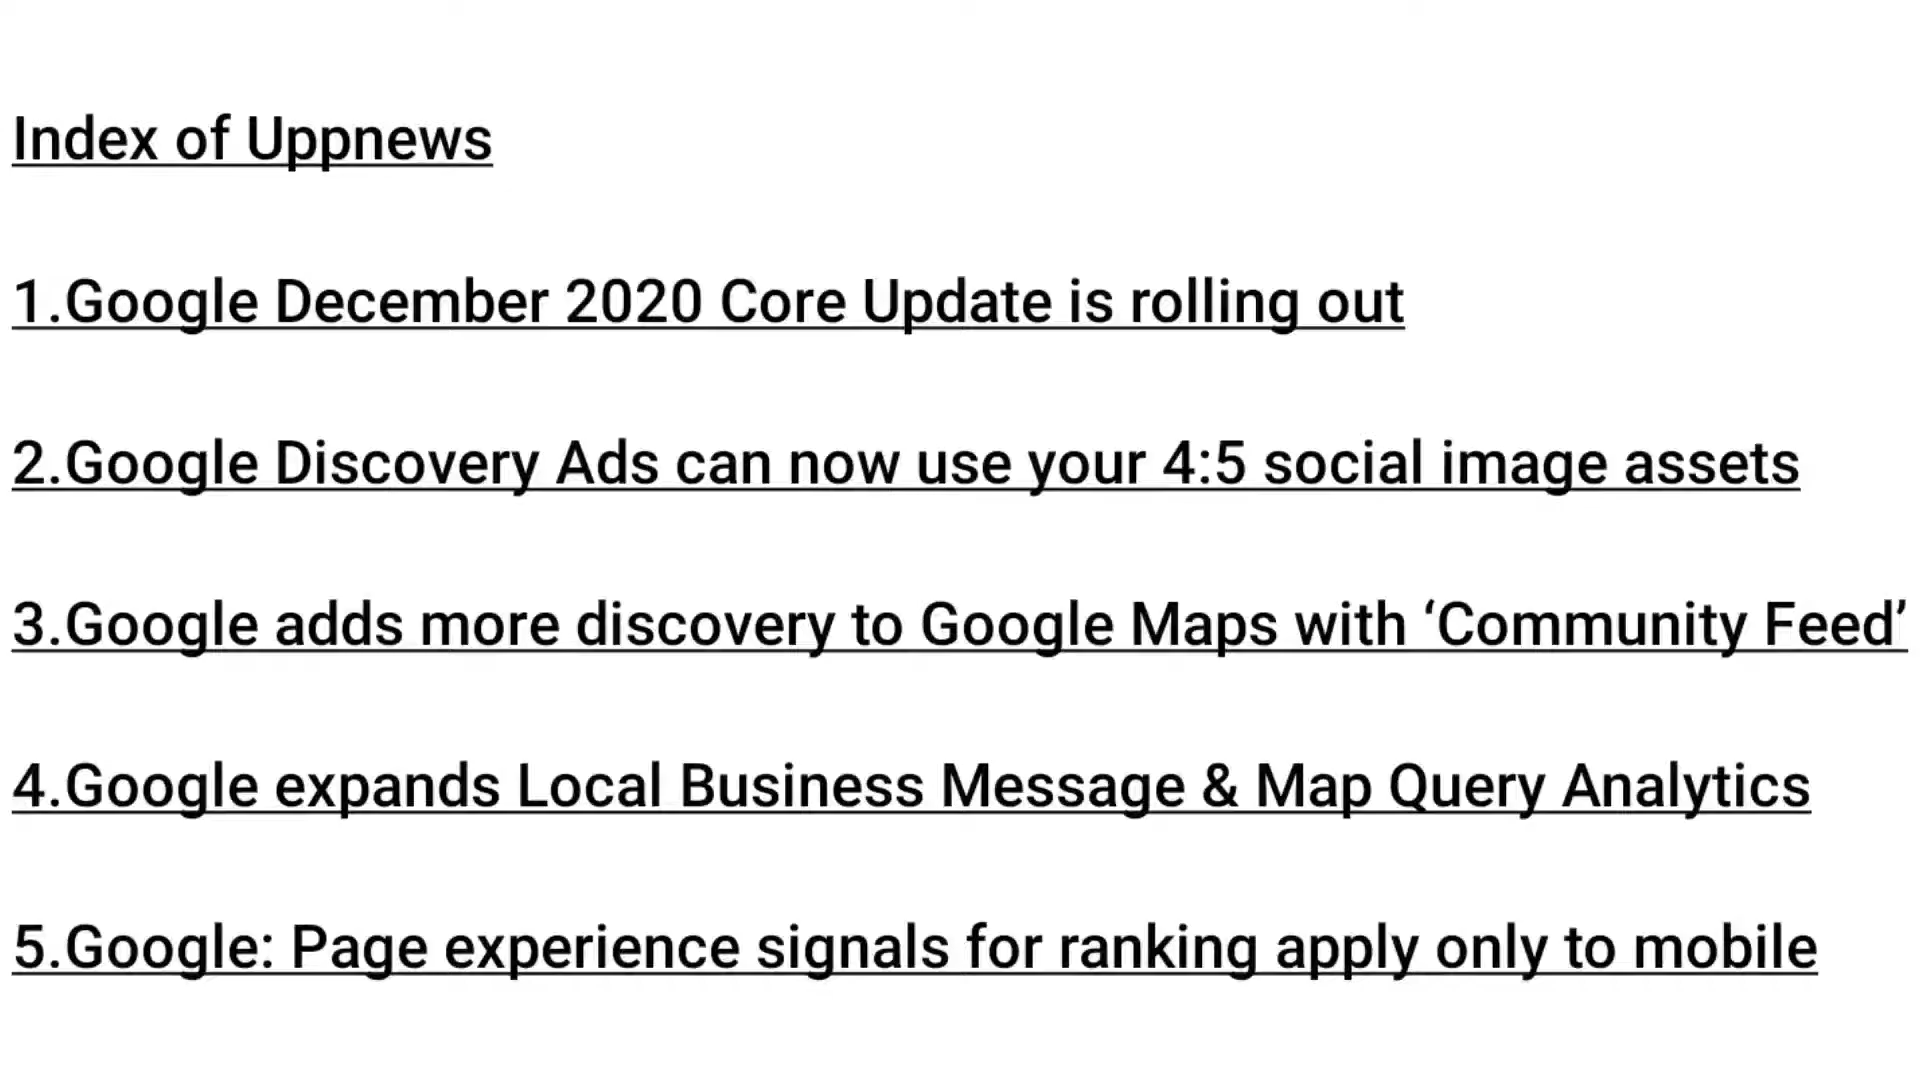 Index of Uppnews
1.Google December 2020 Core Update is rolling out
2.Google Discovery Ads can now use your 4:5 social image assets
3.Google adds more discovery to Google Maps with ‘Community Feed’
4.Google expands Local Business Message & Map Query Analytics
5.Google: Page experience signals for ranking apply only to mobile